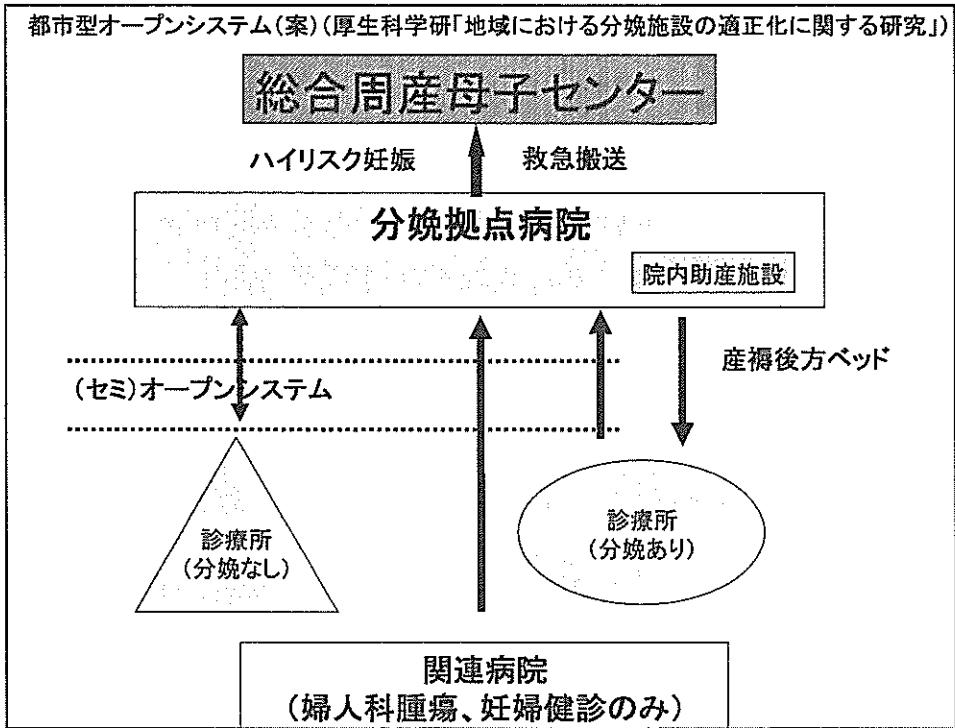 都市型オープンシステム(案)(厚生科学研「地域における分娩施設の適正化に関する研究」)
総合周産母子センター
ハイリスク妊娠 救急搬送
分娩拠点病院
院内助産施設
産褥後方ベッド
(セミ)オープンシステム
診療所
(分娩なし)
診療所
(分娩あり)
関連病院
(婦人科腫瘍、妊婦健診のみ)